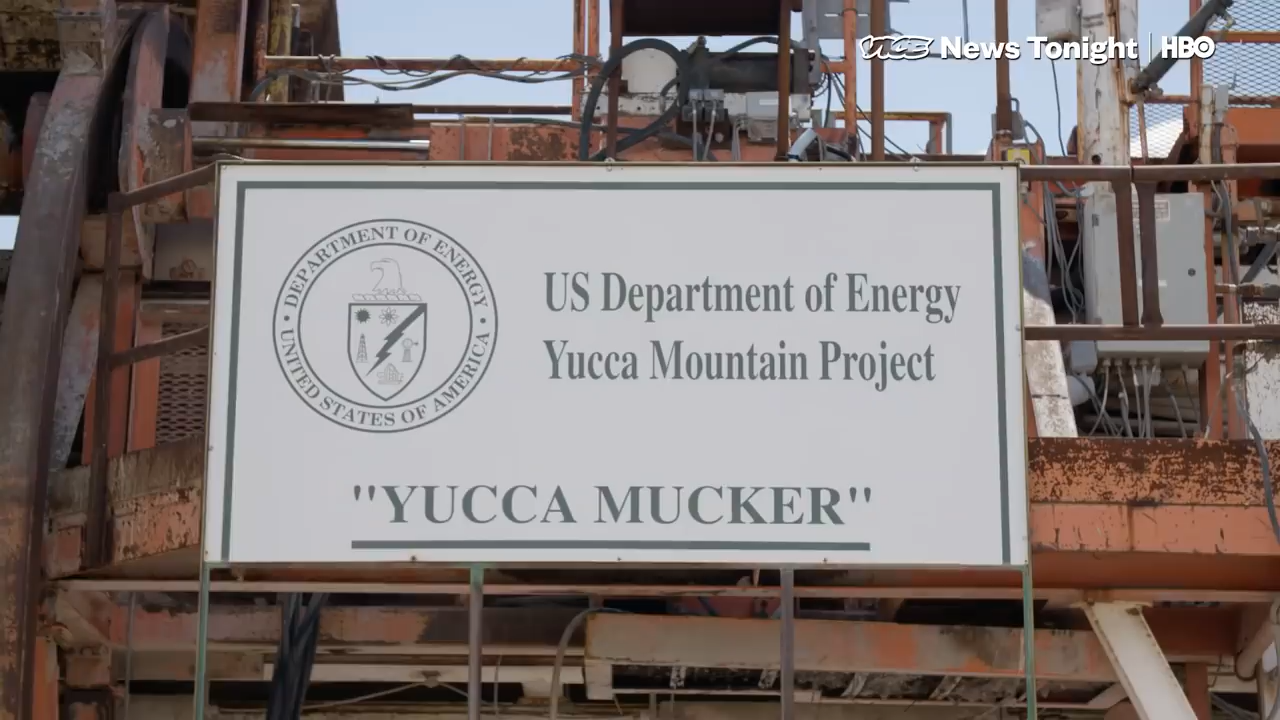 VICE News Tonight | HBO
DEPARTMENT OF ENERGY
UNITED STATES OF AMERICA
US Department of Energy
Yucca Mountain Project
"YUCCA MUCKER"